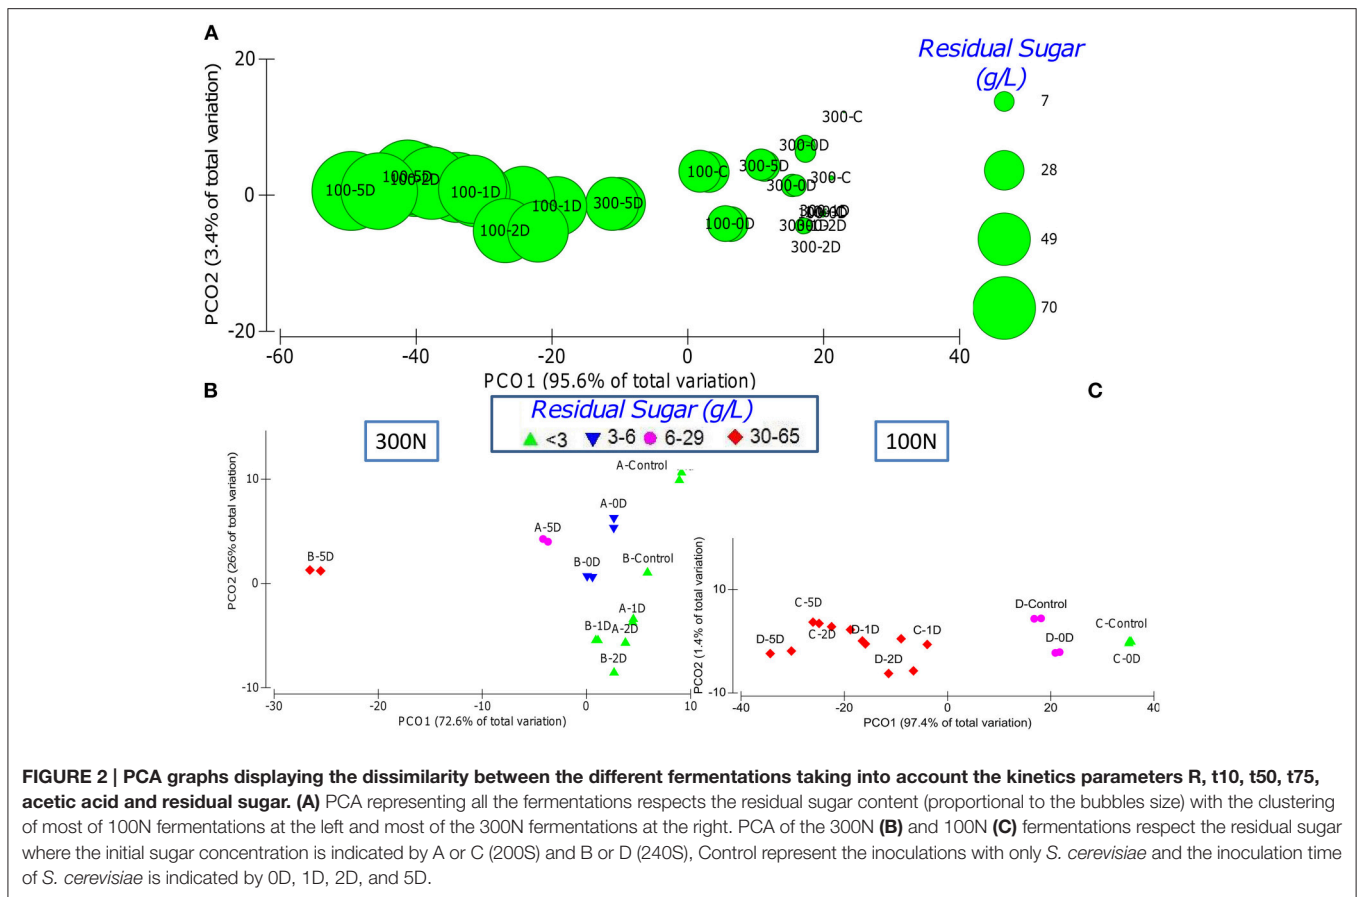 A
Residual Sugar
(g/L)
7
28
49
70
PCO2 (3.4% of total variation)
20
0
-20
300-C
300-0D
100-C
300-5D
300-C
300-0D
100-5D
100-5D
100-2D
100-1D
100-1D
300-5D
100-0D
100-2D
300-2D
-60
-40
-20
0
20
40
PCO1 (95.6% of total variation)
B
C
Residual Sugar (g/L)
<3
3-6
6-29
30-65
300N
100N
PCO2 (26% of total variation)
10
0
-10
A-Control
A-0D
A-5D
B-5D
B-0D
B-Control
A-1D
B-1D
A-2D
B-2D
-30
-20
-10
0
10
PCO1 (72.6% of total variation)
PCO2 (1.4% of total variation)
10
-10
C-5D
D-Control
C-Control
D-5D
C-2D
D-1D
C-1D
D-0D
D-2D
C-0D
-40
-20
0
20
40
PCO1 (97.4% of total variation)
FIGURE 2 | PCA graphs displaying the dissimilarity between the different fermentations taking into account the kinetics parameters R, t10, t50, t75,
acetic acid and residual sugar. (A) PCA representing all the fermentations respects the residual sugar content (proportional to the bubbles size) with the clustering
of most of 100N fermentations at the left and most of the 300N fermentations at the right. PCA of the 300N (B) and 100N (C) fermentations respect the residual sugar
where the initial sugar concentration is indicated by A or C (200S) and B or D (240S), Control represent the inoculations with only S. cerevisiae and the inoculation time
of S. cerevisiae is indicated by 0D, 1D, 2D, and 5D.